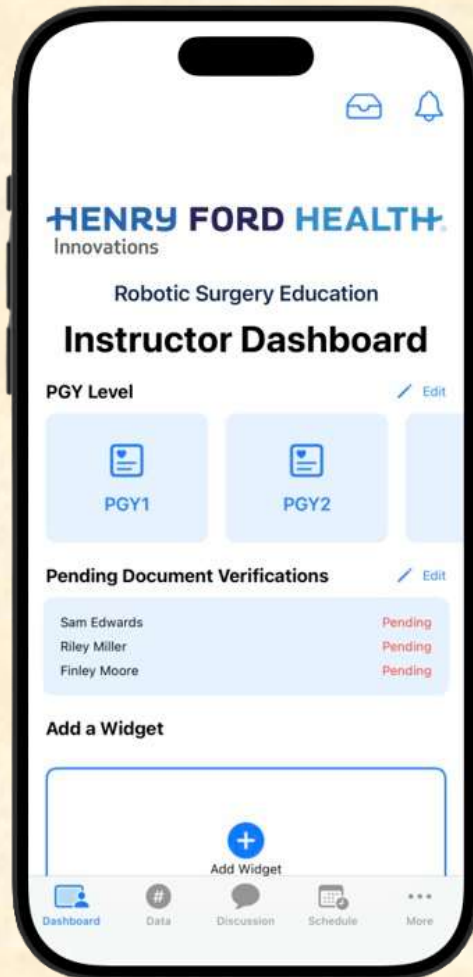 HENRY FORD HEALTH
Innovations
Robotic Surgery Education
Instructor Dashboard
PGY Level
Edit
PGY1
PGY2
Pending Document Verifications
Edit
Sam Edwards Pending
Riley Miller Pending
Finley Moore Pending
Add a Widget
Add Widget
Dashboard Data Discussion Schedule More